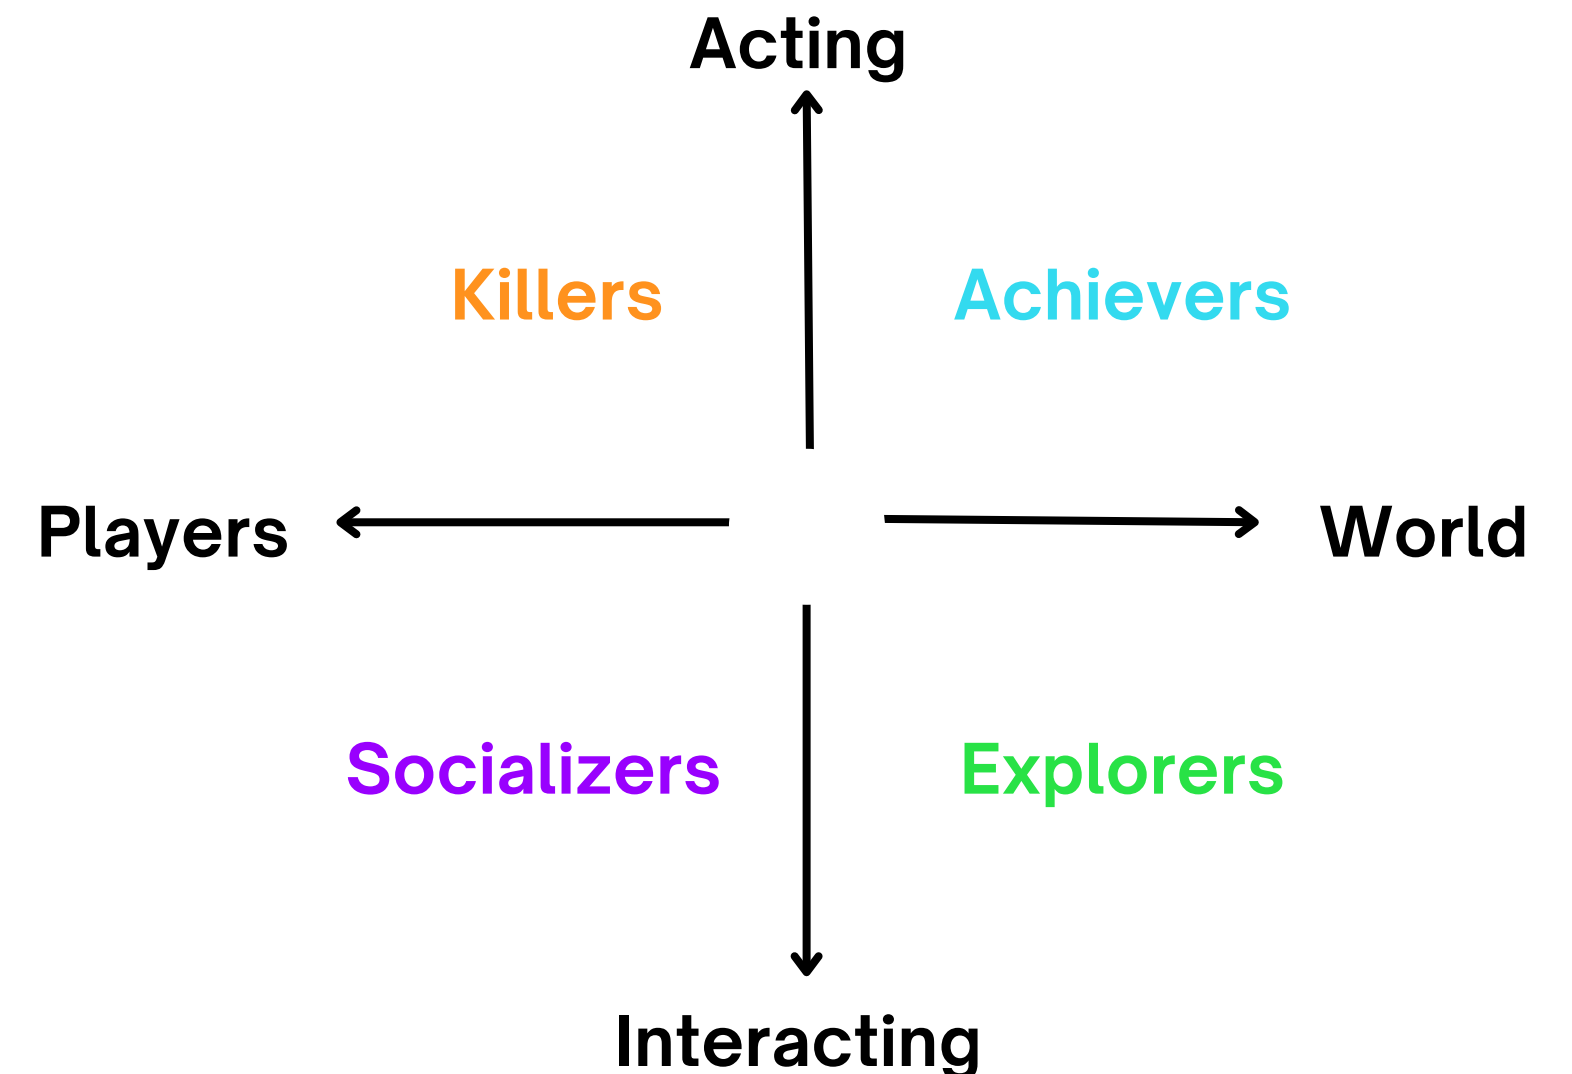 Acting
Killers
Achievers
Players
World
Socializers
Explorers
Interacting